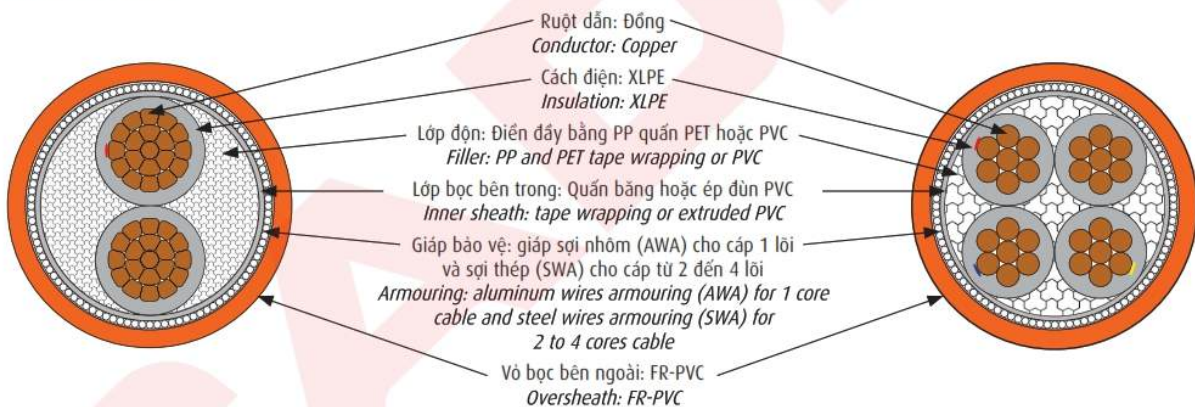 Ruột dẫn: Đồng
Conductor: Copper
Cách điện: XLPE
Insulation: XLPE
Lớp độn: Điền đầy bằng PP quấn PET hoặc PVC
Filler: PP and PET tape wrapping or PVC
Lớp bọc bên trong: Quấn băng hoặc ép đùn PVC
Inner sheath: tape wrapping or extruded PVC
Giáp bảo vệ: giáp sợi nhôm (AWA) cho cáp 1 lõi
và sợi thép (SWA) cho cáp từ 2 đến 4 lõi
Armouring: aluminum wires armouring (AWA) for 1 core
cable and steel wires armouring (SWA) for
2 to 4 cores cable
Vỏ bọc bên ngoài: FR-PVC
Oversheath: FR-PVC